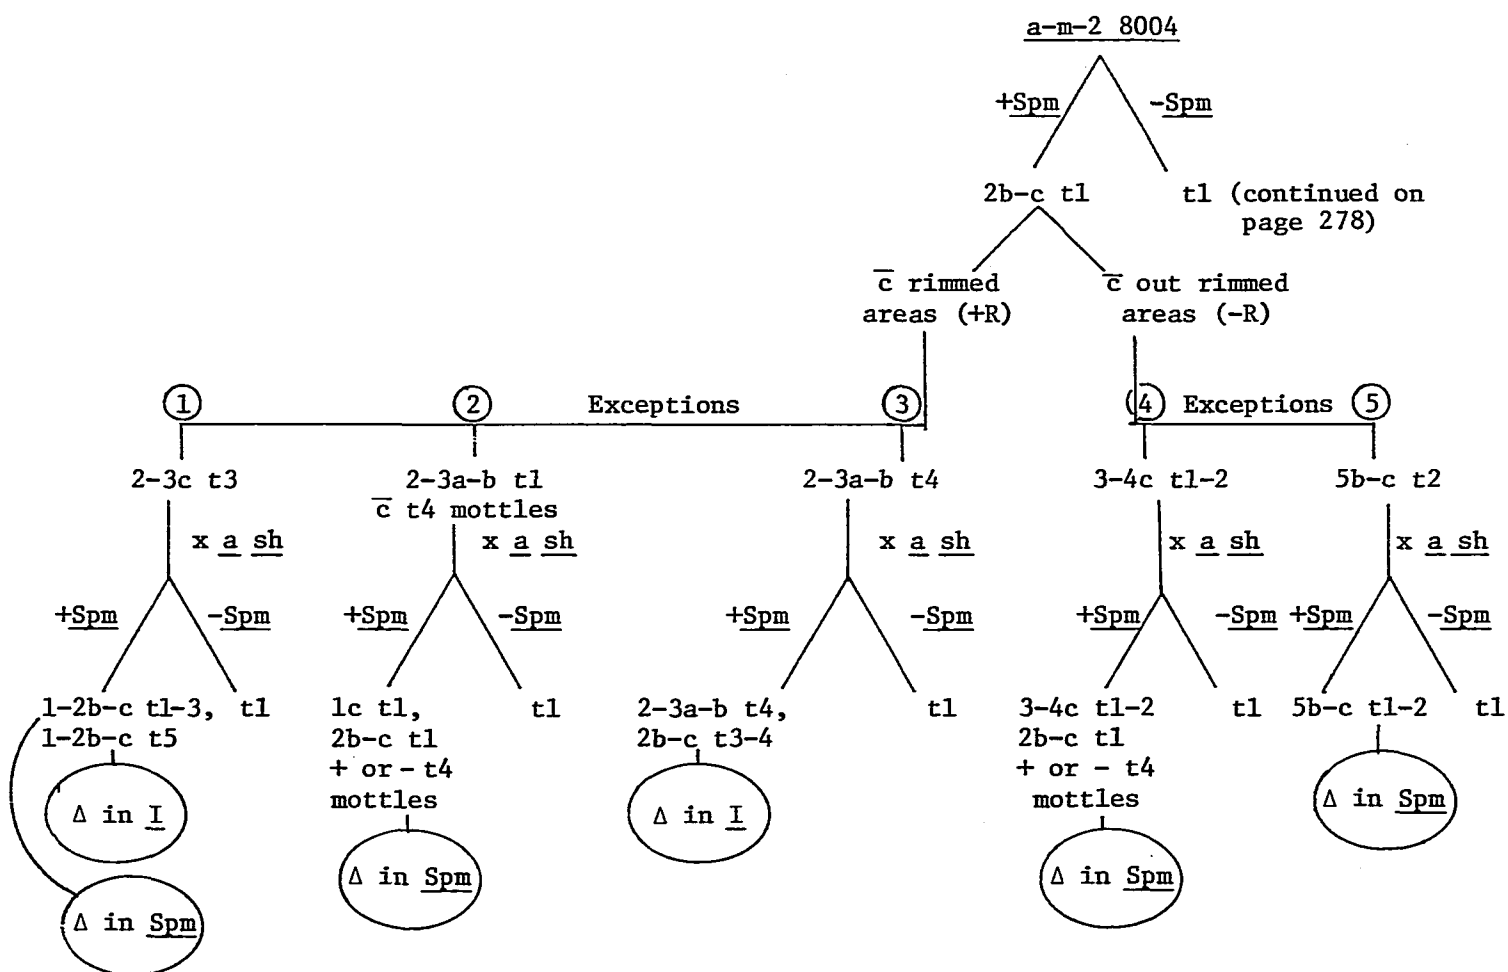 a-m-2 8004
+Spm -Spm
2b-c t1 t1 (continued on
page 278)
c̅ rimmed c̅ out rimmed
areas (+R) areas (-R)
1 2 Exceptions 3 4 Exceptions 5
2-3c t3 2-3a-b t1 2-3a-b t4 3-4c t1-2 5b-c t2
c̅ t4 mottles
x a sh x a sh x a sh x a sh x a sh
+Spm -Spm +Spm -Spm +Spm -Spm +Spm -Spm +Spm -Spm
1-2b-c t1-3, t1 1c t1, t1 2-3a-b t4, t1 3-4c t1-2 t1 5b-c t1-2 t1
1-2b-c t5 2b-c t1 2b-c t3-4 2b-c t1
+ or - t4 + or - t4
mottles mottles
Δ in I Δ in I Δ in Spm
Δ in Spm Δ in Spm
Δ in Spm